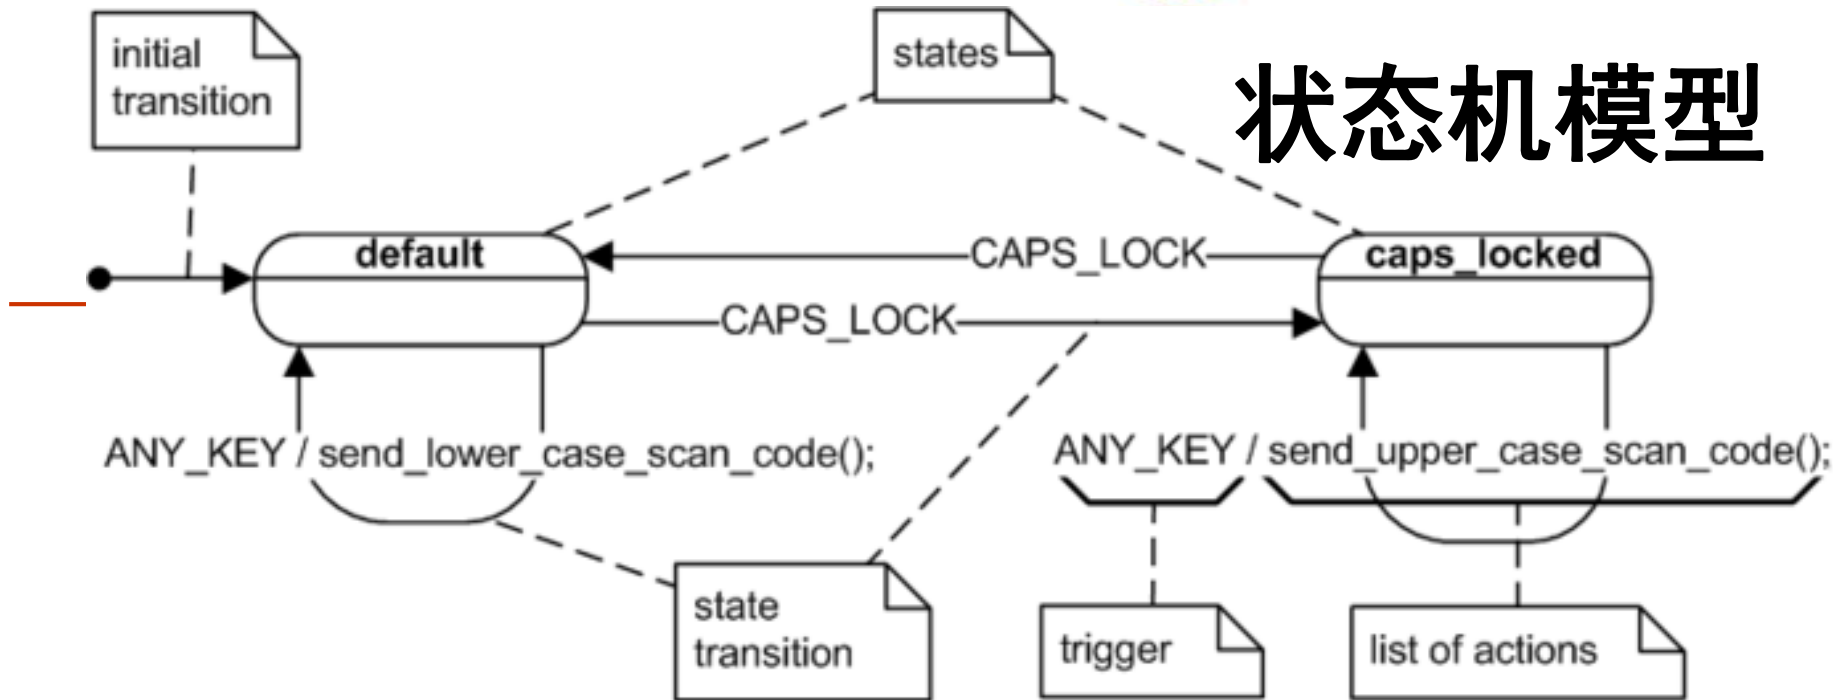 initial
transition
states
状态机模型
default
CAPS_LOCK
caps_locked
CAPS_LOCK
ANY_KEY / send_lower_case_scan_code();
ANY_KEY / send_upper_case_scan_code();
state
transition
trigger
list of actions